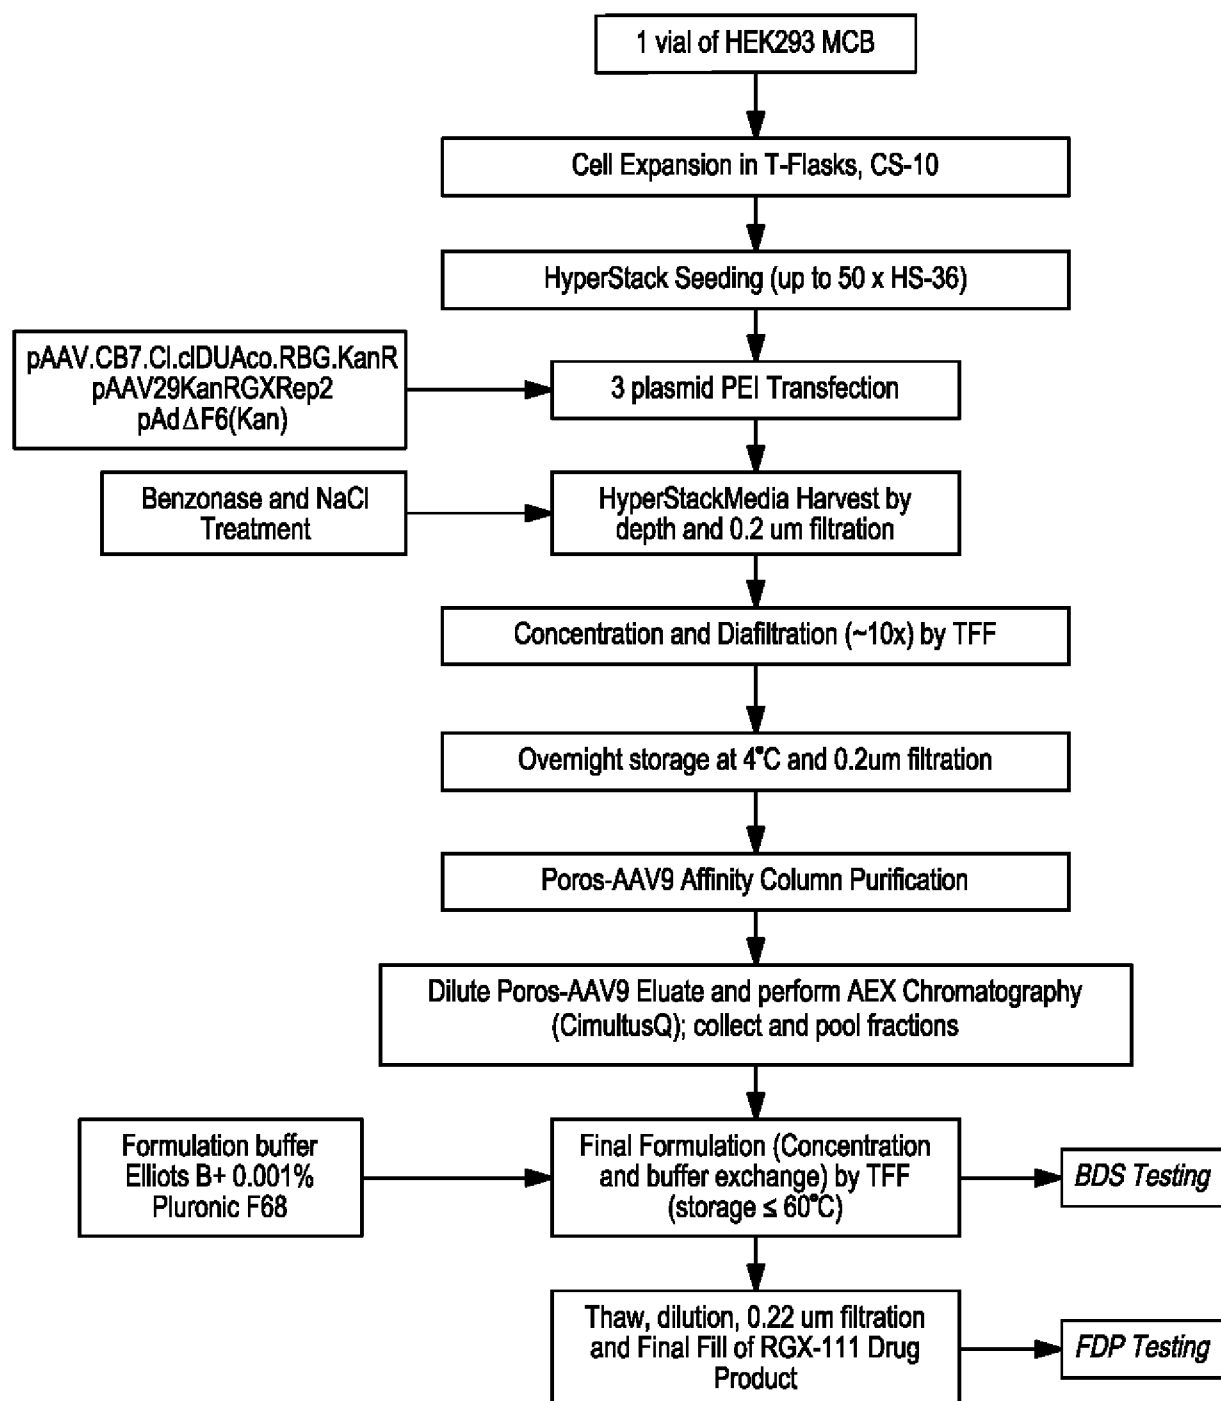 1 vial of HEK293 MCB
Cell Expansion in T-Flasks, CS-10
HyperStack Seeding (up to 50 x HS-36)
pAAV.CB7.CI.cIDUAco.RBG.KanR
pAAV29KanRGXRep2
pAdΔF6(Kan)
3 plasmid PEI Transfection
Benzonase and NaCl
Treatment
HyperStackMedia Harvest by
depth and 0.2 um filtration
Concentration and Diafiltration (~10x) by TFF
Overnight storage at 4°C and 0.2um filtration
Poros-AAV9 Affinity Column Purification
Dilute Poros-AAV9 Eluate and perform AEX Chromatography
(CimultusQ); collect and pool fractions
Formulation buffer
Elliots B+ 0.001%
Pluronic F68
Final Formulation (Concentration
and buffer exchange) by TFF
(storage ≤ 60°C)
BDS Testing
Thaw, dilution, 0.22 um filtration
and Final Fill of RGX-111 Drug
Product
FDP Testing